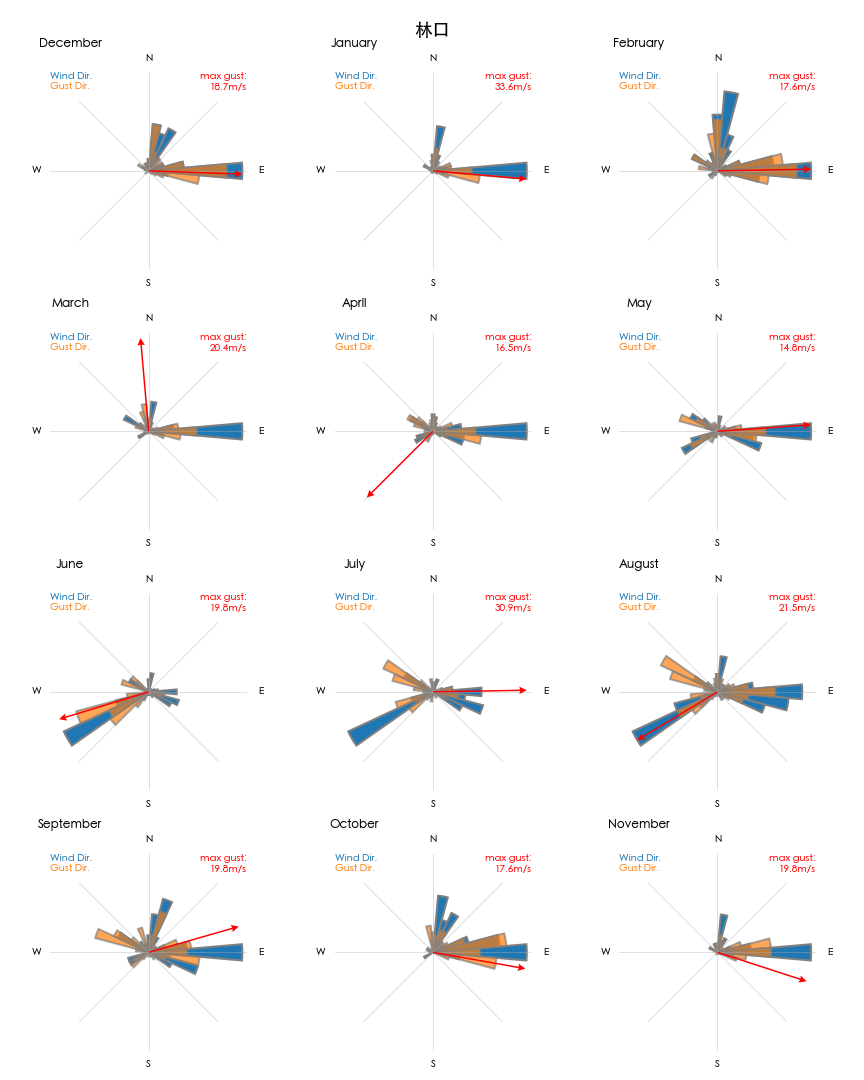 林口
December
N
Wind Dir.
Gust Dir.
max gust:
18.7m/s
W
E
S
January
N
Wind Dir.
Gust Dir.
max gust:
33.6m/s
W
E
S
February
N
Wind Dir.
Gust Dir.
max gust:
17.6m/s
W
E
S
March
N
Wind Dir.
Gust Dir.
max gust:
20.4m/s
W
E
S
April
N
Wind Dir.
Gust Dir.
max gust:
16.5m/s
W
E
S
May
N
Wind Dir.
Gust Dir.
max gust:
14.8m/s
W
E
S
June
N
Wind Dir.
Gust Dir.
max gust:
19.8m/s
W
E
S
July
N
Wind Dir.
Gust Dir.
max gust:
30.9m/s
W
E
S
August
N
Wind Dir.
Gust Dir.
max gust:
21.5m/s
W
E
S
September
N
Wind Dir.
Gust Dir.
max gust:
19.8m/s
W
E
S
October
N
Wind Dir.
Gust Dir.
max gust:
17.6m/s
W
E
S
November
N
Wind Dir.
Gust Dir.
max gust:
19.8m/s
W
E
S